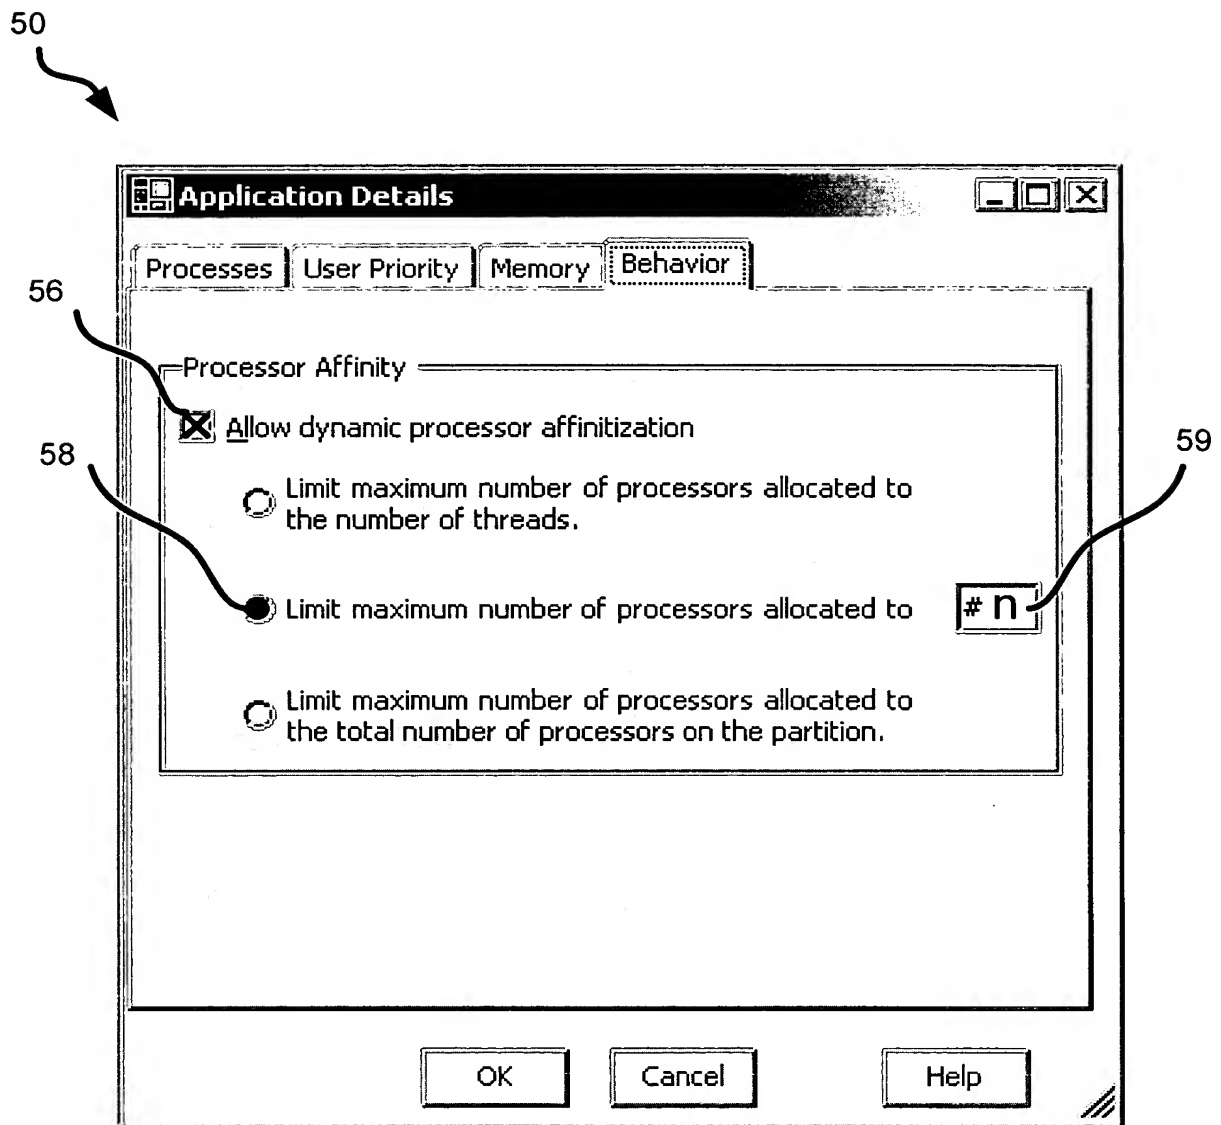 50
Application Details
Processes User Priority Memory Behavior
56
Processor Affinity
Allow dynamic processor affinitization
58
59
Limit maximum number of processors allocated to
the number of threads.
Limit maximum number of processors allocated to
# n
Limit maximum number of processors allocated to
the total number of processors on the partition.
OK Cancel Help